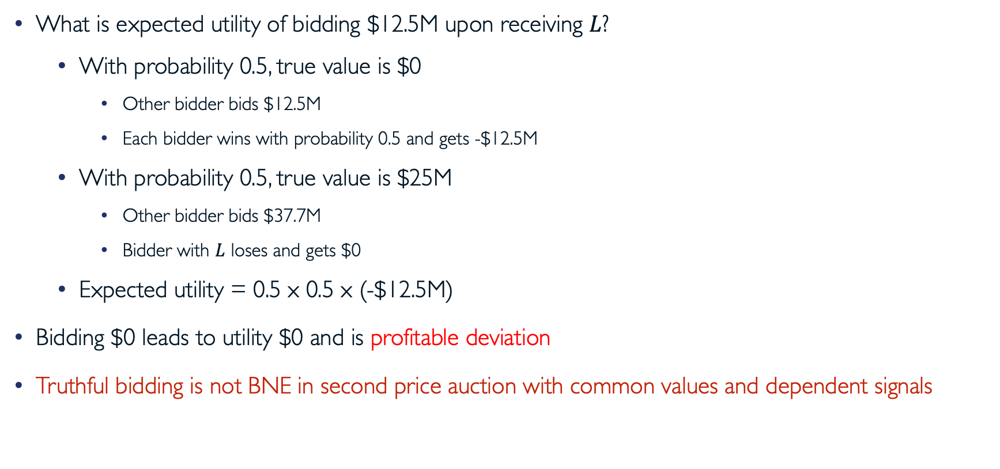 • What is expected utility of bidding $12.5M upon receiving L?
• With probability 0.5, true value is $0
• Other bidder bids $12.5M
• Each bidder wins with probability 0.5 and gets -$12.5M
• With probability 0.5, true value is $25M
• Other bidder bids $37.7M
• Bidder with L loses and gets $0
• Expected utility = 0.5 x 0.5 x (-$12.5M)
• Bidding $0 leads to utility $0 and is profitable deviation
• Truthful bidding is not BNE in second price auction with common values and dependent signals